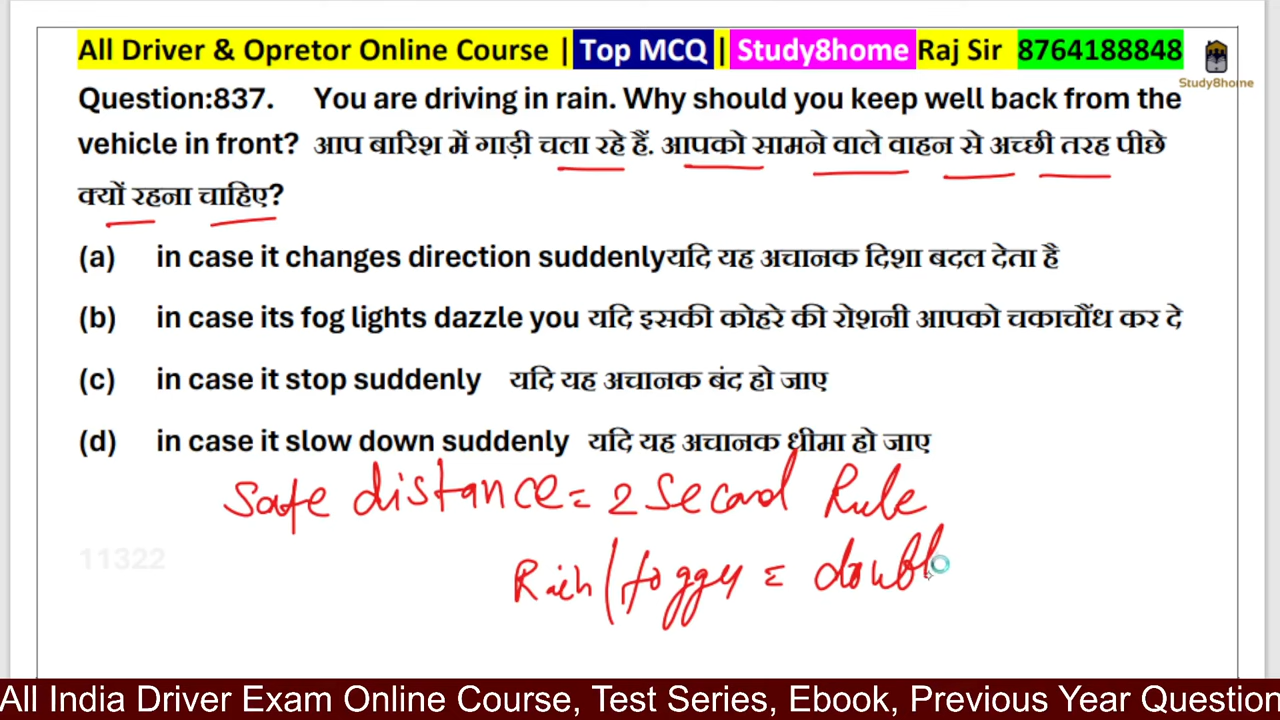 All Driver & Opretor Online Course | Top MCQ | Study8home Raj Sir 8764188848
Study8home
Question:837. You are driving in rain. Why should you keep well back from the
vehicle in front? आप बारिश में गाड़ी चला रहे हैं. आपको सामने वाले वाहन से अच्छी तरह पीछे
क्यों रहना चाहिए?
(a) in case it changes direction suddenlyयदि यह अचानक दिशा बदल देता है
(b) in case its fog lights dazzle you यदि इसकी कोहरे की रोशनी आपको चकाचौंध कर दे
(c) in case it stop suddenly यदि यह अचानक बंद हो जाए
(d) in case it slow down suddenly यदि यह अचानक धीमा हो जाए
Safe distance = 2 Second Rule
11322
Rain / foggy = doubl
All India Driver Exam Online Course, Test Series, Ebook, Previous Year Question